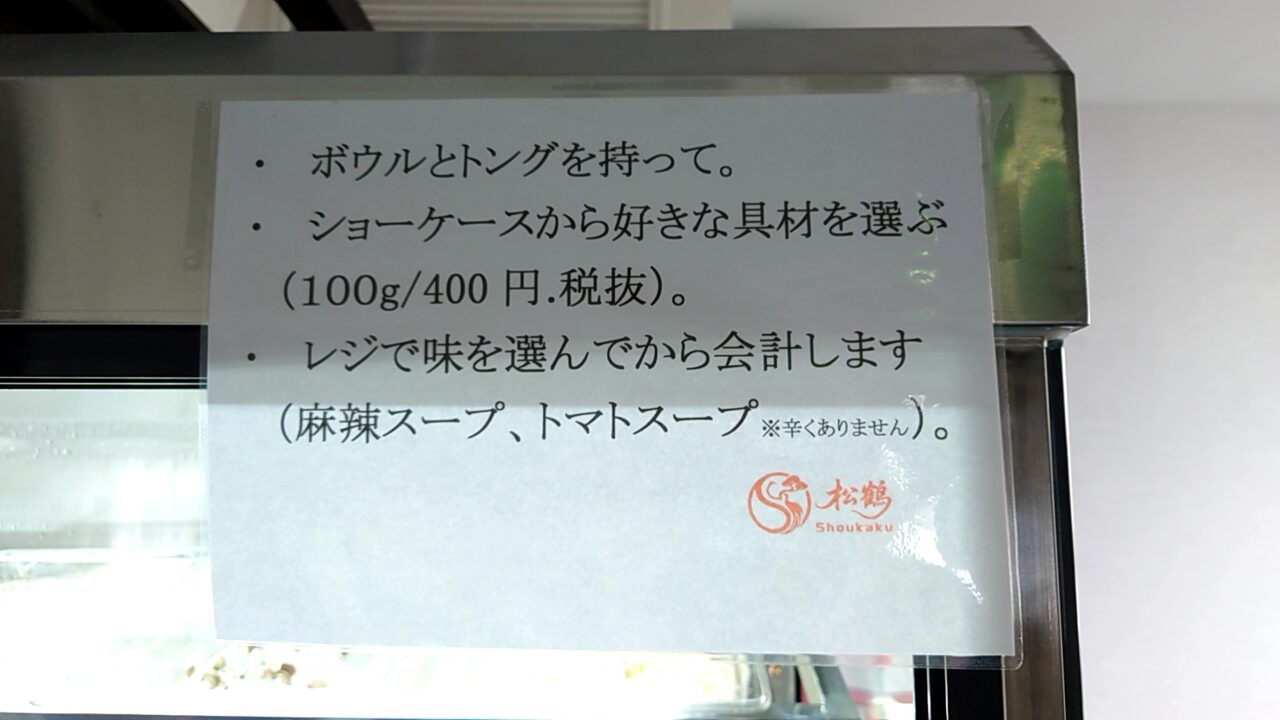 ・ ボウルとトングを持って。
・ ショーケースから好きな具材を選ぶ
（100g/400 円.税抜）。
・ レジで味を選んでから会計します
（麻辣スープ、トマトスープ※辛くありません）。
松鶴
Shoukaku